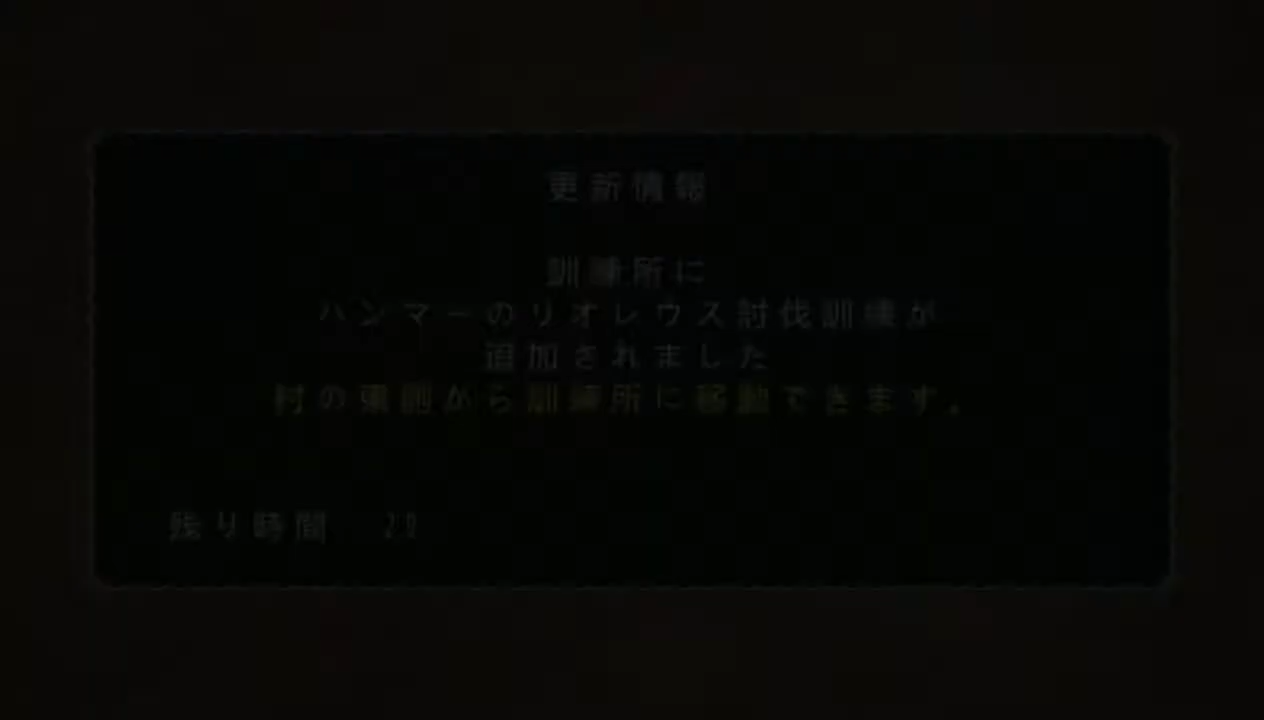 更新情報
訓練所に
ハンマーのリオレウス討伐訓練が
追加されました
村の東側から訓練所に移動できます。
残り時間 20